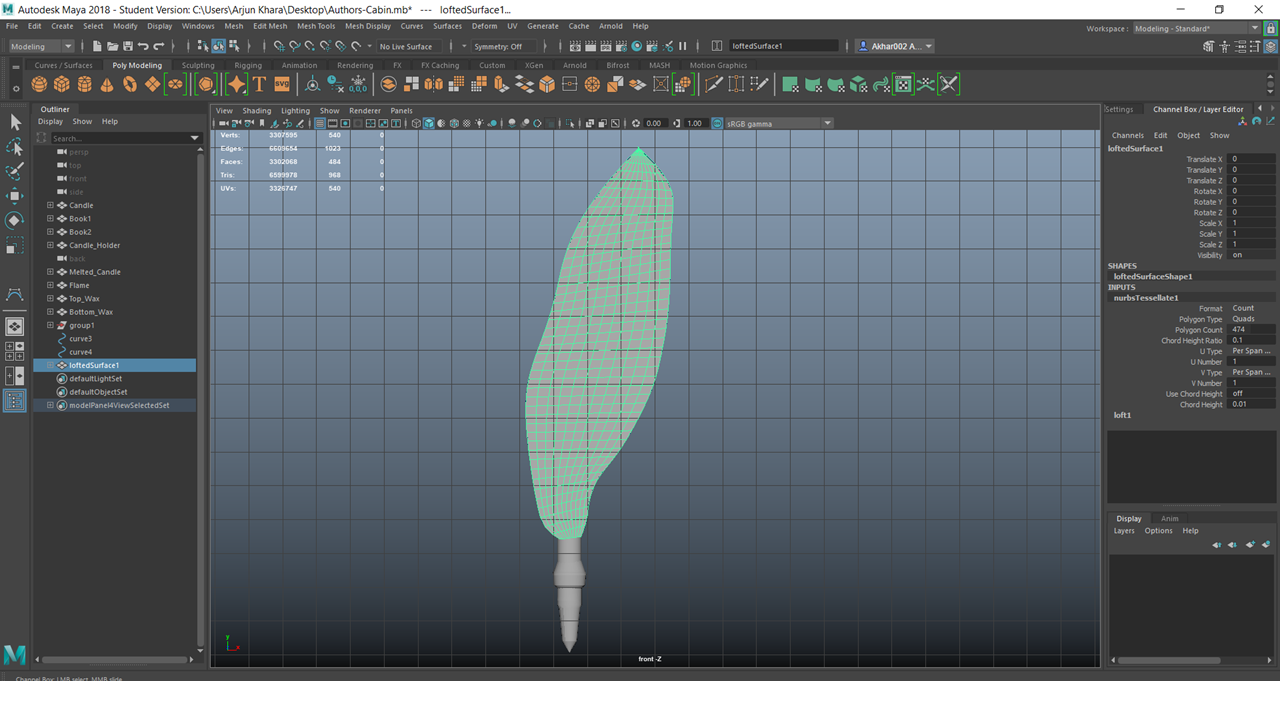 Autodesk Maya 2018 - Student Version: C:\Users\Arjun Khara\Desktop\Authors-Cabin.mb* --- loftedSurface1...
File Edit Create Select Modify Display Windows Mesh Edit Mesh Mesh Tools Mesh Display Curves Surfaces Deform UV Generate Cache Arnold Help
Workspace : Modeling - Standard*
Modeling No Live Surface Symmetry: Off loftedSurface1 Akhar002 A...
Curves / Surfaces Poly Modeling Sculpting Rigging Animation Rendering FX FX Caching Custom XGen Arnold Bifrost MASH Motion Graphics
T SVG 0,0,0
Outliner
Display Show Help
Search...
persp
top
front
side
Candle
Book1
Book2
Candle_Holder
back
Melted_Candle
Flame
Top_Wax
Bottom_Wax
group1
curve3
curve4
loftedSurface1
defaultLightSet
defaultObjectSet
modelPanel4ViewSelectedSet
View Shading Lighting Show Renderer Panels
0.00 1.00 sRGB gamma
Verts: 3307595 540 0
Edges: 6609654 1023 0
Faces: 3302068 484 0
Tris: 6599978 968 0
UVs: 3326747 540 0
y
x
front -Z
Settings Channel Box / Layer Editor
Channels Edit Object Show
loftedSurface1
Translate X 0
Translate Y 0
Translate Z 0
Rotate X 0
Rotate Y 0
Rotate Z 0
Scale X 1
Scale Y 1
Scale Z 1
Visibility on
SHAPES
loftedSurfaceShape1
INPUTS
nurbsTessellate1
Format Count
Polygon Type Quads
Polygon Count 474
Chord Height Ratio 0.1
U Type Per Span ...
U Number 1
V Type Per Span ...
V Number 1
Use Chord Height off
Chord Height 0.01
loft1
Display Anim
Layers Options Help
Channel Box: LMB select, MMB slide